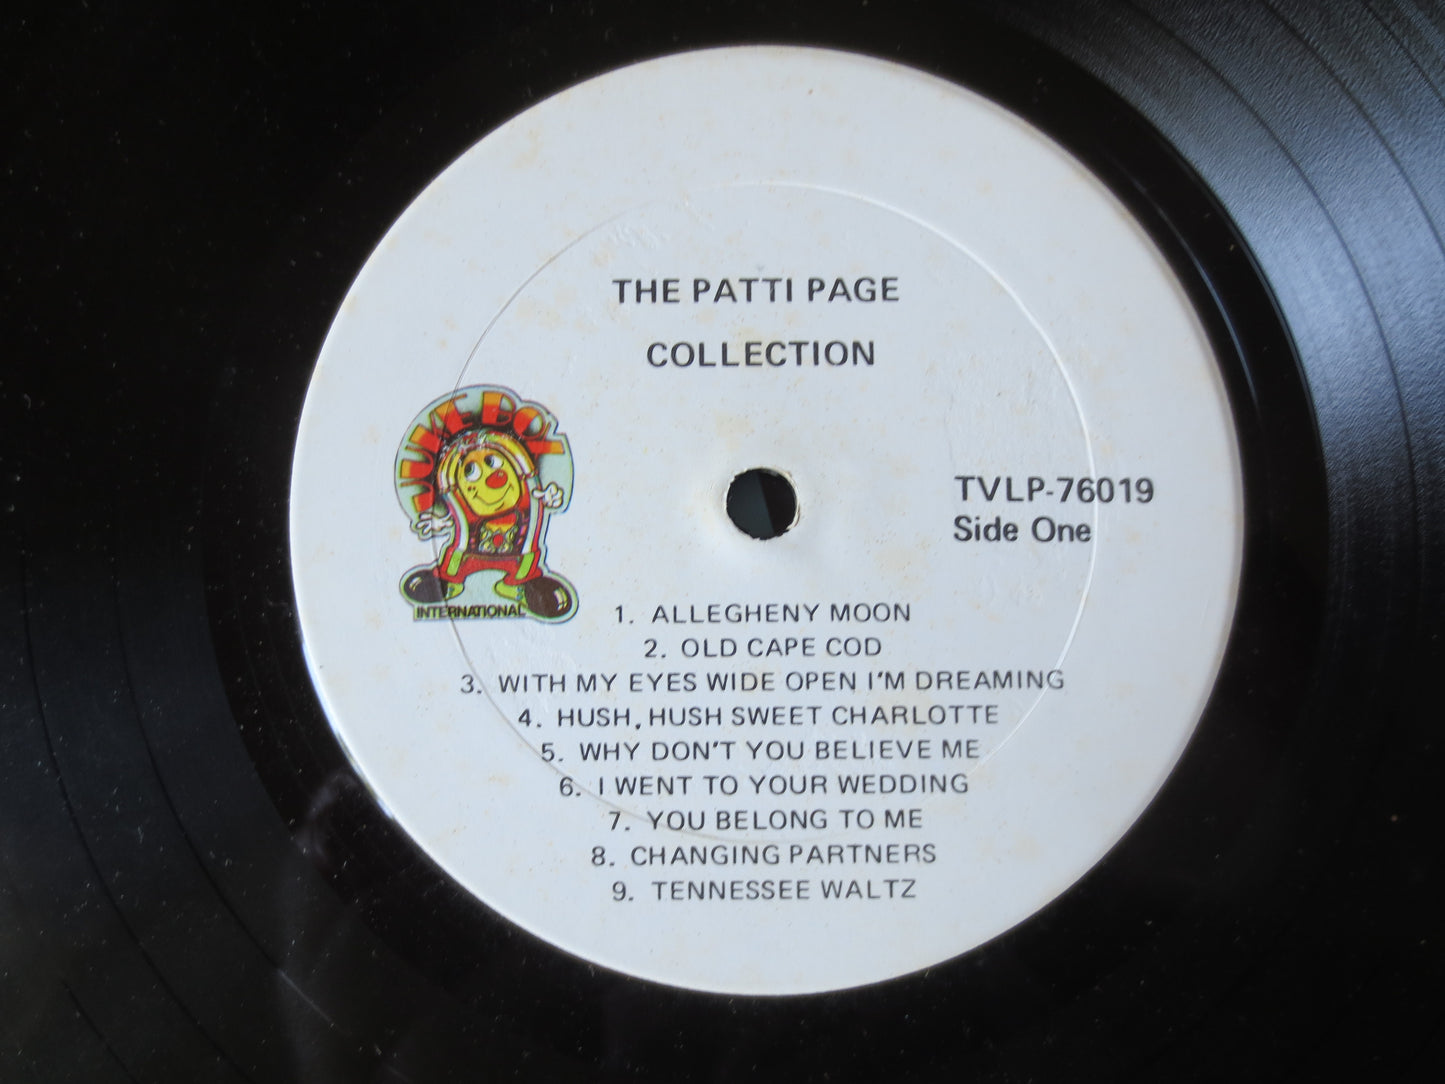 THE PATTI PAGE
COLLECTION
JUKE BOX
INTERNATIONAL
TVLP-76019
Side One
1. ALLEGHENY MOON
2. OLD CAPE COD
3. WITH MY EYES WIDE OPEN I'M DREAMING
4. HUSH, HUSH SWEET CHARLOTTE
5. WHY DON'T YOU BELIEVE ME
6. I WENT TO YOUR WEDDING
7. YOU BELONG TO ME
8. CHANGING PARTNERS
9. TENNESSEE WALTZ